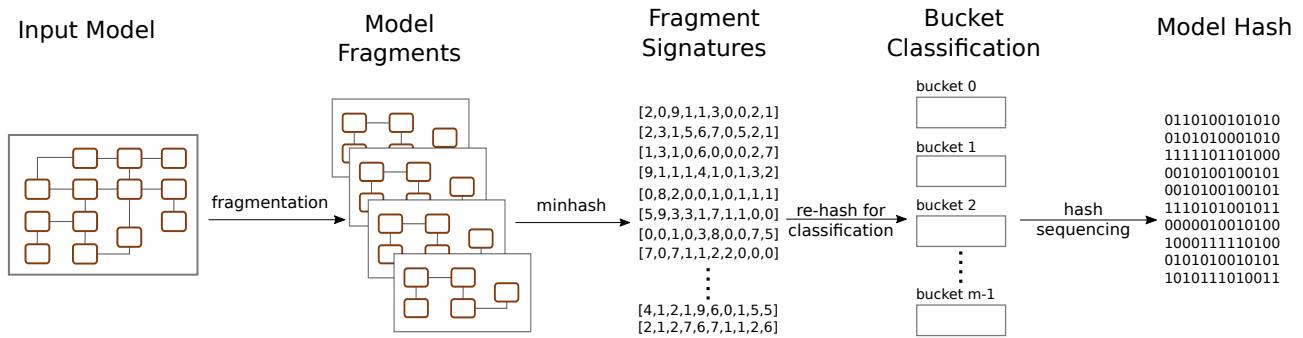 Input Model
Model
Fragments
Fragment
Signatures
Bucket
Classification
Model Hash
fragmentation
minhash
[2,0,9,1,1,3,0,0,2,1]
[2,3,1,5,6,7,0,5,2,1]
[1,3,1,0,6,0,0,0,2,7]
[9,1,1,1,4,1,0,1,3,2]
[0,8,2,0,0,1,0,1,1,1]
[5,9,3,3,1,7,1,1,0,0]
[0,0,1,0,3,8,0,0,7,5]
[7,0,7,1,1,2,2,0,0,0]
[4,1,2,1,9,6,0,1,5,5]
[2,1,2,7,6,7,1,1,2,6]
re-hash for
classification
bucket 0
bucket 1
bucket 2
bucket m-1
hash
sequencing
0110100101010
0101010001010
1111101101000
0010100100101
0010100100101
1110101001011
0000010010100
1000111110100
0101010010101
1010111010011